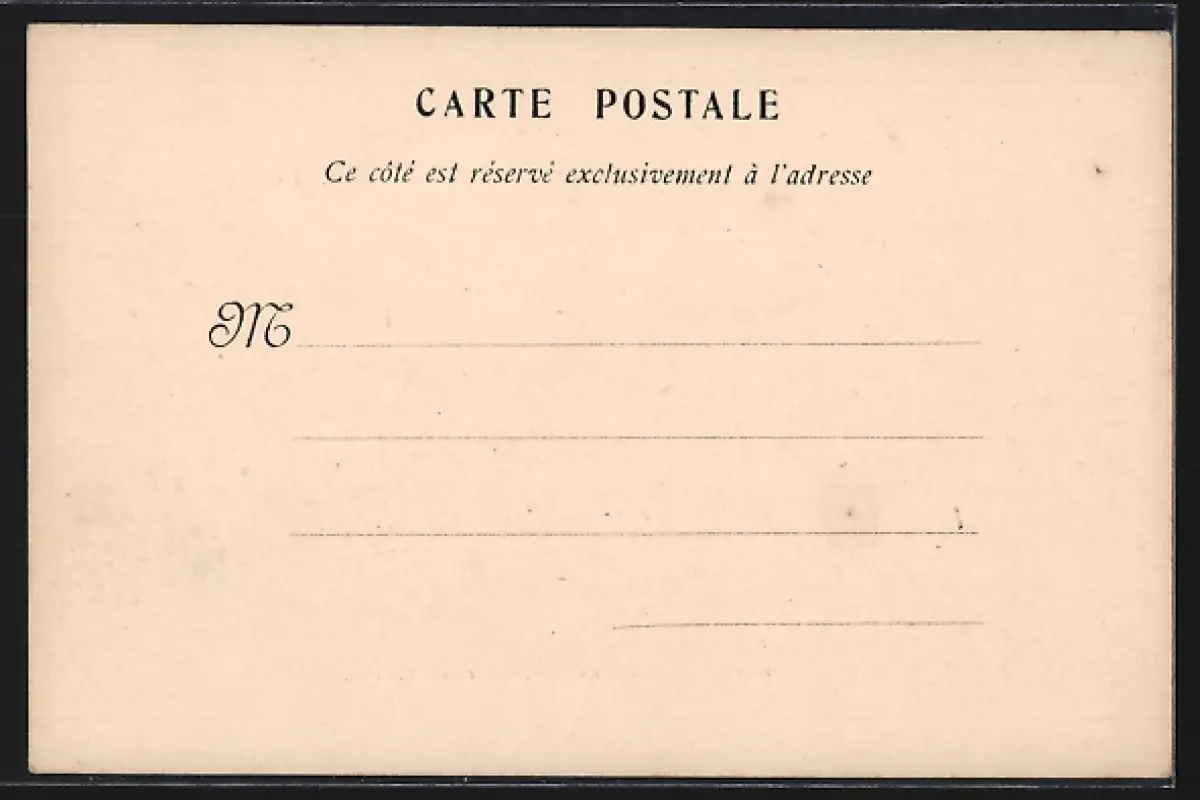 CARTE POSTALE
Ce côté est réservé exclusivement à l'adresse
M